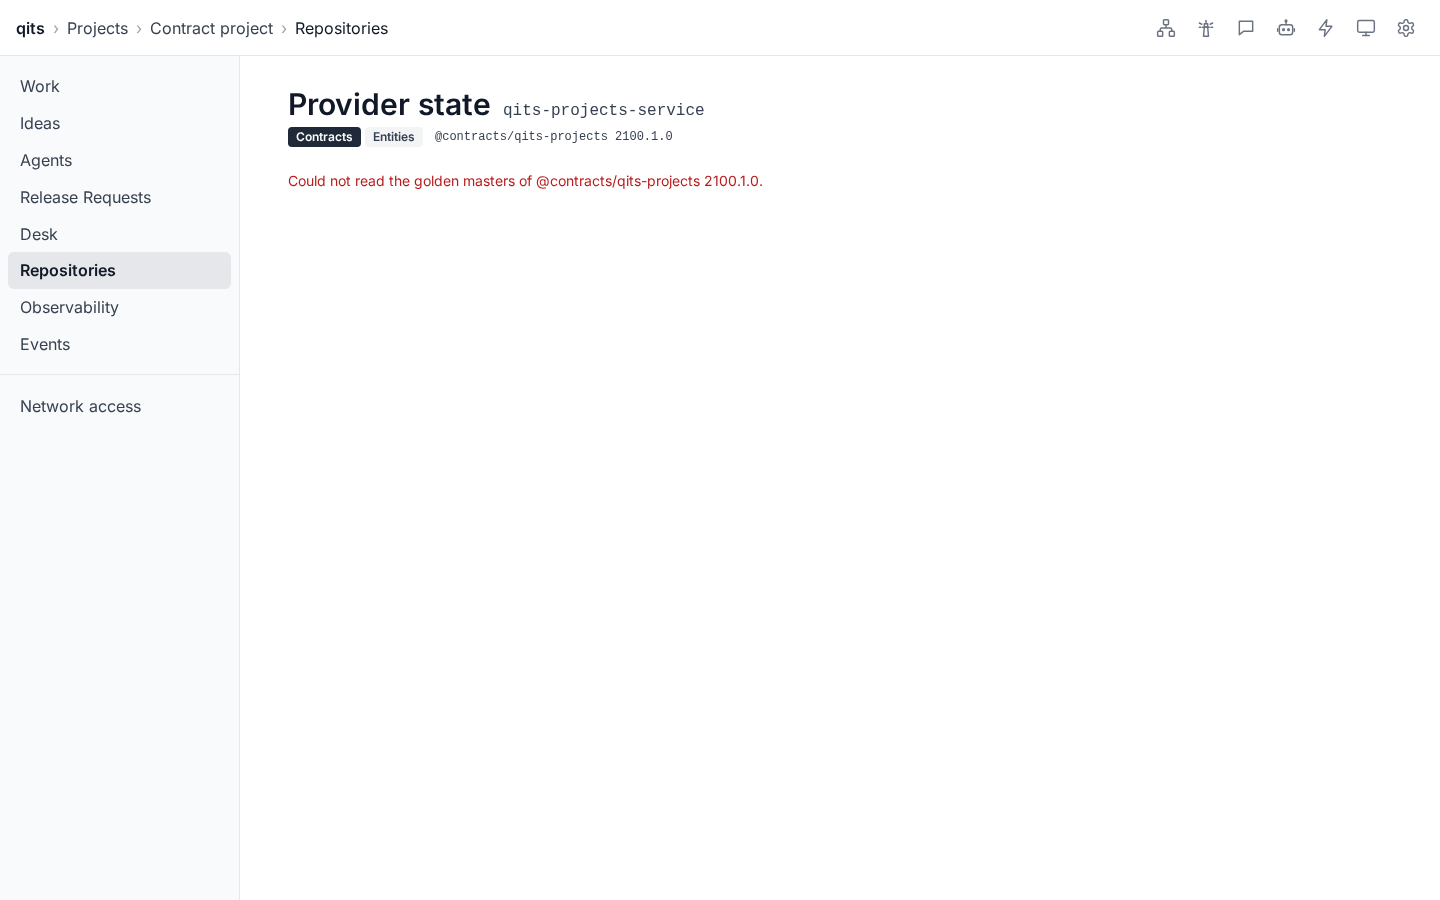 qits › Projects › Contract project › Repositories
Work
Ideas
Agents
Release Requests
Desk
Repositories
Observability
Events
Network access
Provider state qits-projects-service
Contracts Entities @contracts/qits-projects 2100.1.0
Could not read the golden masters of @contracts/qits-projects 2100.1.0.